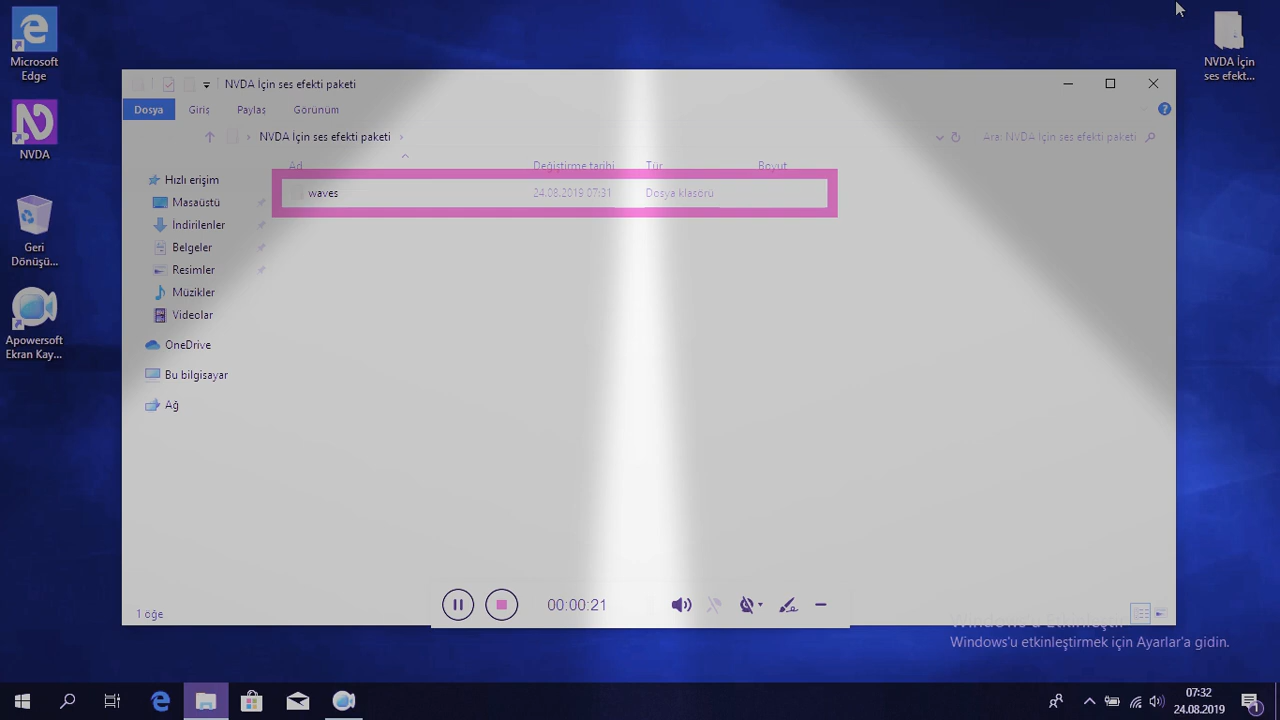 Microsoft
Edge
NVDA
Geri
Dönüşü...
Apowersoft
Ekran Kay...
NVDA İçin
ses efekt...
NVDA İçin ses efekti paketi
Dosya
Giriş
Paylaş
Görünüm
NVDA İçin ses efekti paketi
Ara: NVDA İçin ses efekti paketi
Ad
Değiştirme tarihi
Tür
Boyut
waves
24.08.2019 07:31
Dosya klasörü
Hızlı erişim
Masaüstü
İndirilenler
Belgeler
Resimler
Müzikler
Videolar
OneDrive
Bu bilgisayar
Ağ
1 öğe
00:00:21
Windows'u Etkinleştir
Windows'u etkinleştirmek için Ayarlar'a gidin.
07:32
24.08.2019
1